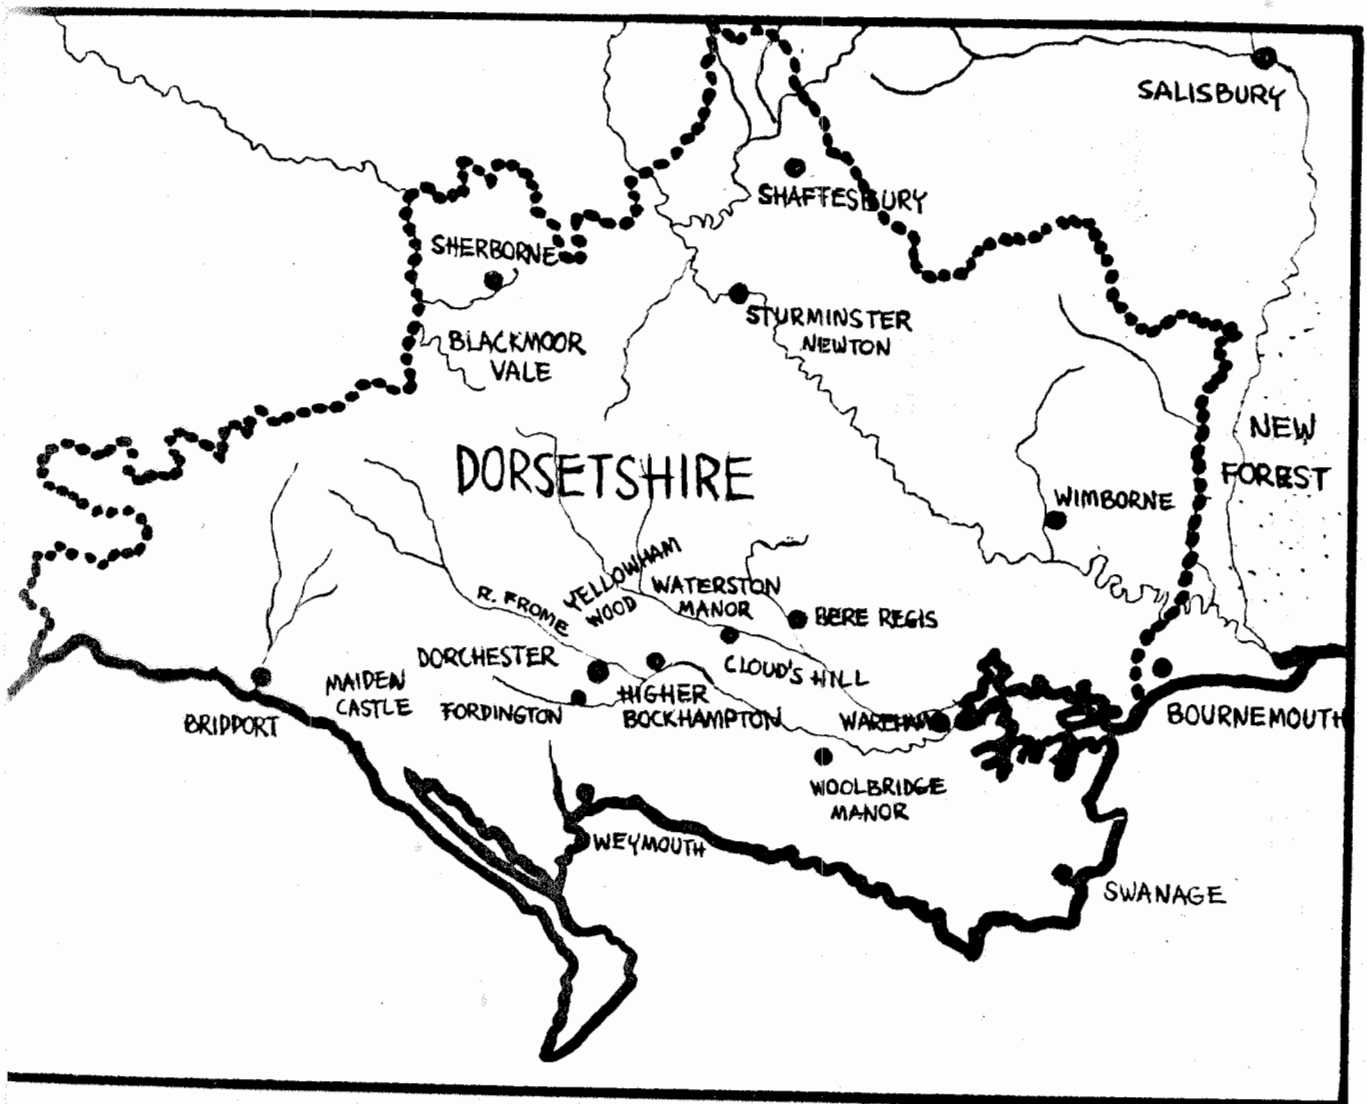 SALISBURY
SHAFTESBURY
SHERBORNE
STURMINSTER
NEWTON
BLACKMOOR
VALE
NEW
FOREST
DORSETSHIRE
WIMBORNE
YELLOWHAM
WOOD
WATERSTON
MANOR
R. FROME
BERE REGIS
DORCHESTER
CLOUD'S HILL
MAIDEN
CASTLE
HIGHER
BOCKHAMPTON
FORDINGTON
WAREHAM
BRIDPORT
BOURNEMOUTH
WOOLBRIDGE
MANOR
WEYMOUTH
SWANAGE